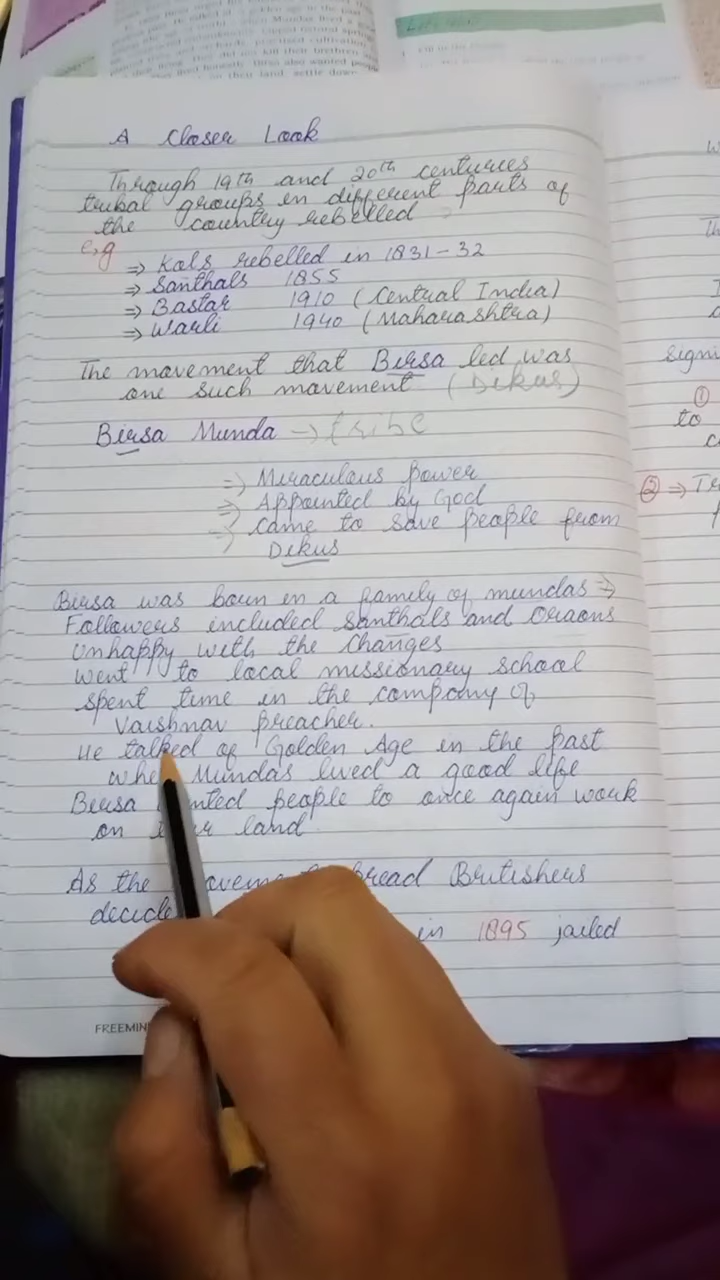 A Closer Look
Through 19th and 20th centuries
tribal groups in different parts of
the country rebelled
e,g
⇒ Kols rebelled in 1831-32
⇒ Santhals 1855
⇒ Bastar 1910 (Central India)
⇒ Warli 1940 (Maharashtra)
The movement that Birsa led was
one such movement (Dikus)
Birsa Munda → tribe
⇒ Miraculous power
⇒ Appointed by God
⇒ Came to save people from
Dikus
Birsa was born in a family of mundas ⇒
Followers included Santhals and Oraons
Unhappy with the Changes
Went to local missionary school
spent time in the company of
Vaishnav preacher.
He talked of Golden Age in the past
when Mundas lived a good life
Birsa people to once again work
on land
As the spread Britishers
in 1895 jailed
① to
② ⇒